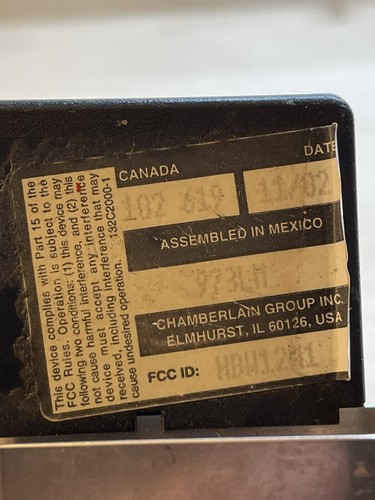 This device complies with Part 15 of the
FCC Rules. Operation is subject to the
following two conditions: (1) this device may
not cause harmful interference, and (2) this
device must accept any interference
received, including interference that may
cause undesired operation. 132C2000-1
CANADA
DATE
102 619
11/02
ASSEMBLED IN MEXICO
973LM
CHAMBERLAIN GROUP INC.
ELMHURST, IL 60126, USA
FCC ID: